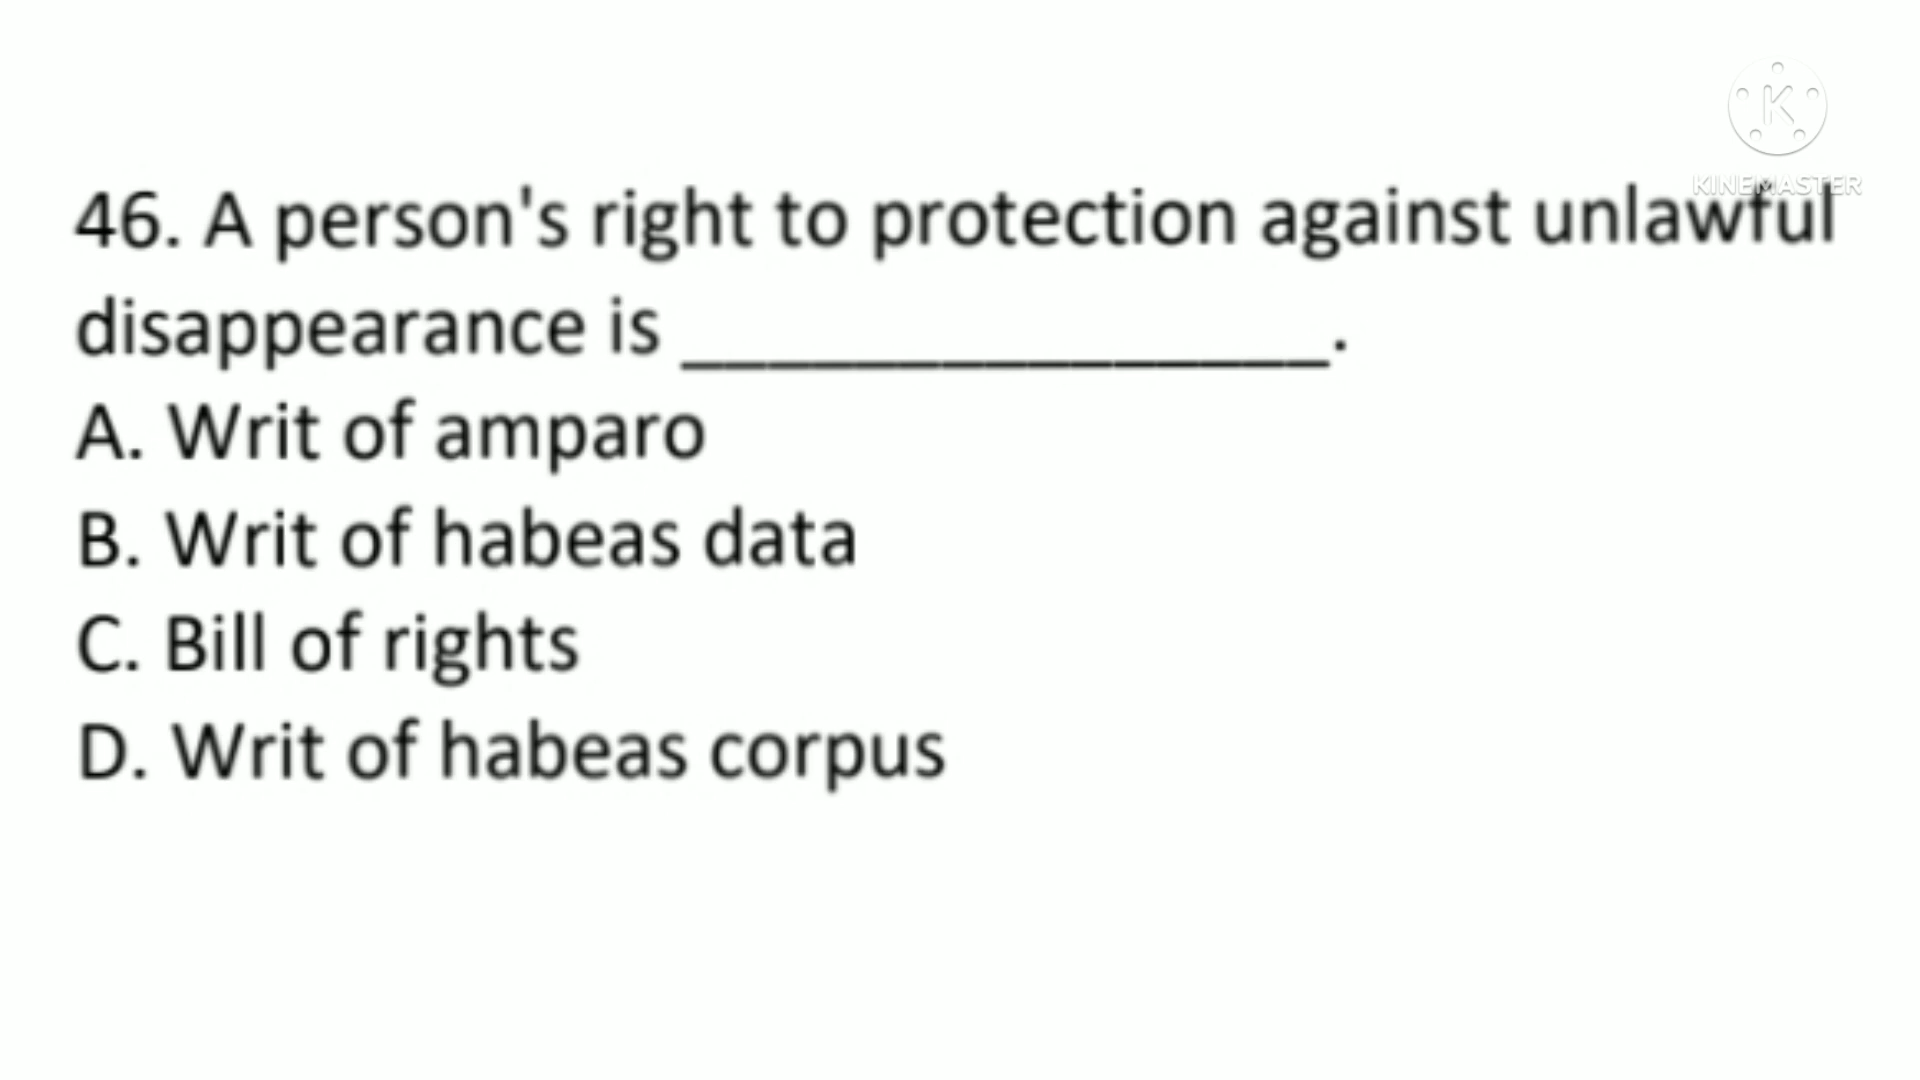 KINEMASTER
46. A person's right to protection against unlawful
disappearance is _______________.
A. Writ of amparo
B. Writ of habeas data
C. Bill of rights
D. Writ of habeas corpus